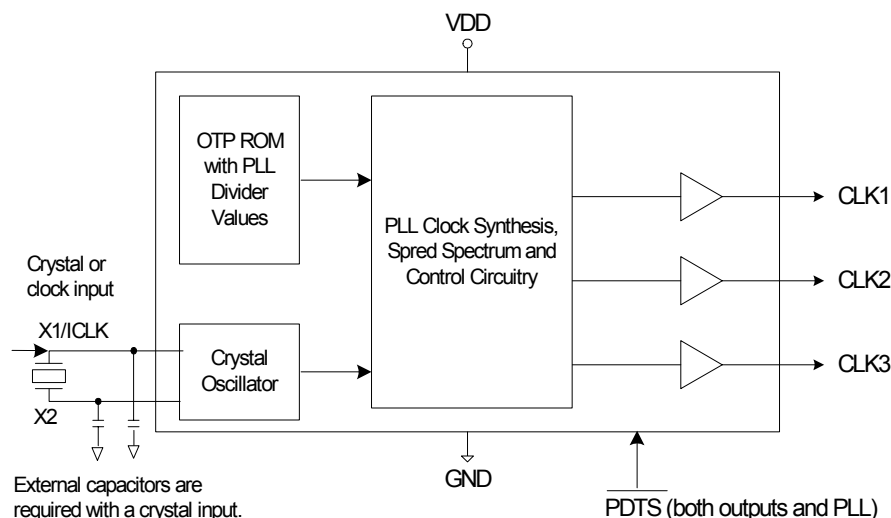 VDD
OTP ROM
with PLL
Divider
Values
PLL Clock Synthesis,
Spred Spectrum and
Control Circuitry
CLK1
CLK2
CLK3
Crystal or
clock input
X1/ICLK
Crystal
Oscillator
X2
External capacitors are
required with a crystal input.
GND
PDTS (both outputs and PLL)